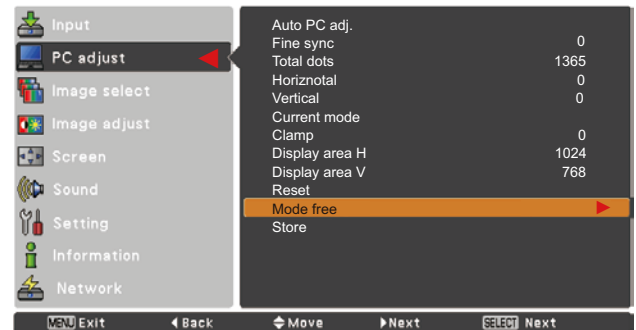 Input
PC adjust
Image select
Image adjust
Screen
Sound
Setting
Information
Network
Auto PC adj.
Fine sync 0
Total dots 1365
Horiznotal 0
Vertical 0
Current mode
Clamp 0
Display area H 1024
Display area V 768
Reset
Mode free
Store
MENU Exit Back Move Next SELECT Next